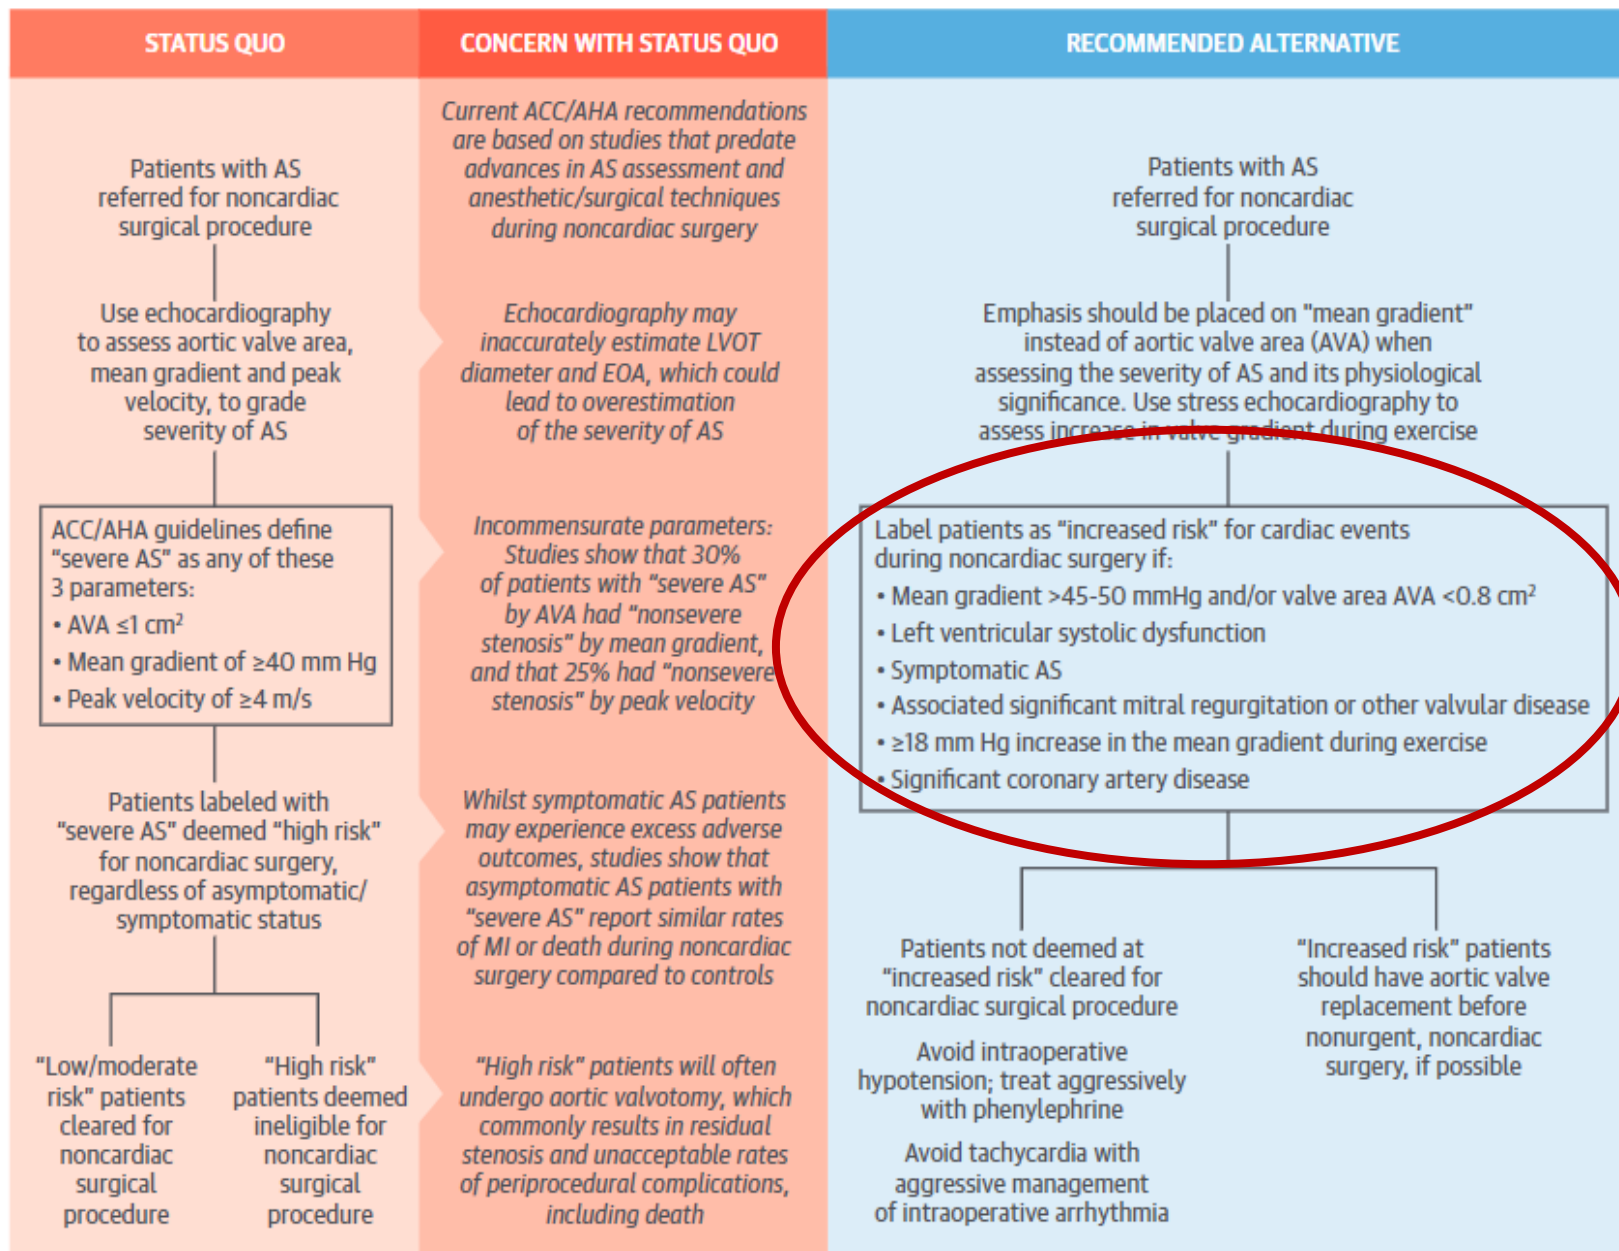 STATUS QUO
Patients with AS
referred for noncardiac
surgical procedure
Use echocardiography
to assess aortic valve area,
mean gradient and peak
velocity, to grade
severity of AS
ACC/AHA guidelines define
"severe AS" as any of these
3 parameters:
• AVA ≤1 cm²
• Mean gradient of ≥40 mm Hg
• Peak velocity of ≥4 m/s
Patients labeled with
"severe AS" deemed "high risk"
for noncardiac surgery,
regardless of asymptomatic/
symptomatic status
"Low/moderate
risk" patients
cleared for
noncardiac
surgical
procedure
"High risk"
patients deemed
ineligible for
noncardiac
surgical
procedure
CONCERN WITH STATUS QUO
Current ACC/AHA recommendations
are based on studies that predate
advances in AS assessment and
anesthetic/surgical techniques
during noncardiac surgery
Echocardiography may
inaccurately estimate LVOT
diameter and EOA, which could
lead to overestimation
of the severity of AS
Incommensurate parameters:
Studies show that 30%
of patients with "severe AS"
by AVA had "nonsevere
stenosis" by mean gradient,
and that 25% had "nonsevere
stenosis" by peak velocity
Whilst symptomatic AS patients
may experience excess adverse
outcomes, studies show that
asymptomatic AS patients with
"severe AS" report similar rates
of MI or death during noncardiac
surgery compared to controls
"High risk" patients will often
undergo aortic valvotomy, which
commonly results in residual
stenosis and unacceptable rates
of periprocedural complications,
including death
RECOMMENDED ALTERNATIVE
Patients with AS
referred for noncardiac
surgical procedure
Emphasis should be placed on "mean gradient"
instead of aortic valve area (AVA) when
assessing the severity of AS and its physiological
significance. Use stress echocardiography to
assess increase in valve gradient during exercise
Label patients as "increased risk" for cardiac events
during noncardiac surgery if:
• Mean gradient >45-50 mmHg and/or valve area AVA <0.8 cm²
• Left ventricular systolic dysfunction
• Symptomatic AS
• Associated significant mitral regurgitation or other valvular disease
• ≥18 mm Hg increase in the mean gradient during exercise
• Significant coronary artery disease
Patients not deemed at
"increased risk" cleared for
noncardiac surgical procedure
Avoid intraoperative
hypotension; treat aggressively
with phenylephrine
Avoid tachycardia with
aggressive management
of intraoperative arrhythmia
"Increased risk" patients
should have aortic valve
replacement before
nonurgent, noncardiac
surgery, if possible